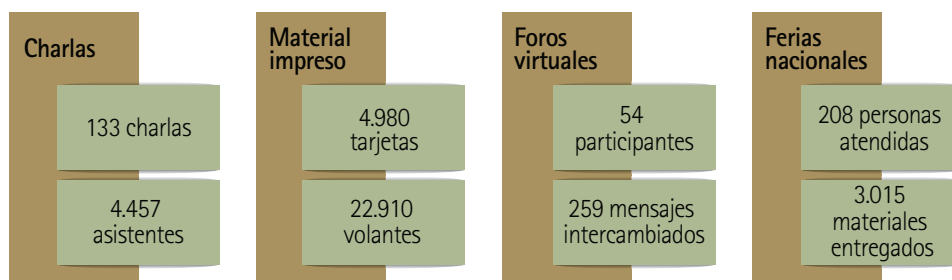 Charlas
133 charlas
4.457
asistentes
Material
impreso
4.980
tarjetas
22.910
volantes
Foros
virtuales
54
participantes
259 mensajes
intercambiados
Ferias
nacionales
208 personas
atendidas
3.015
materiales
entregados